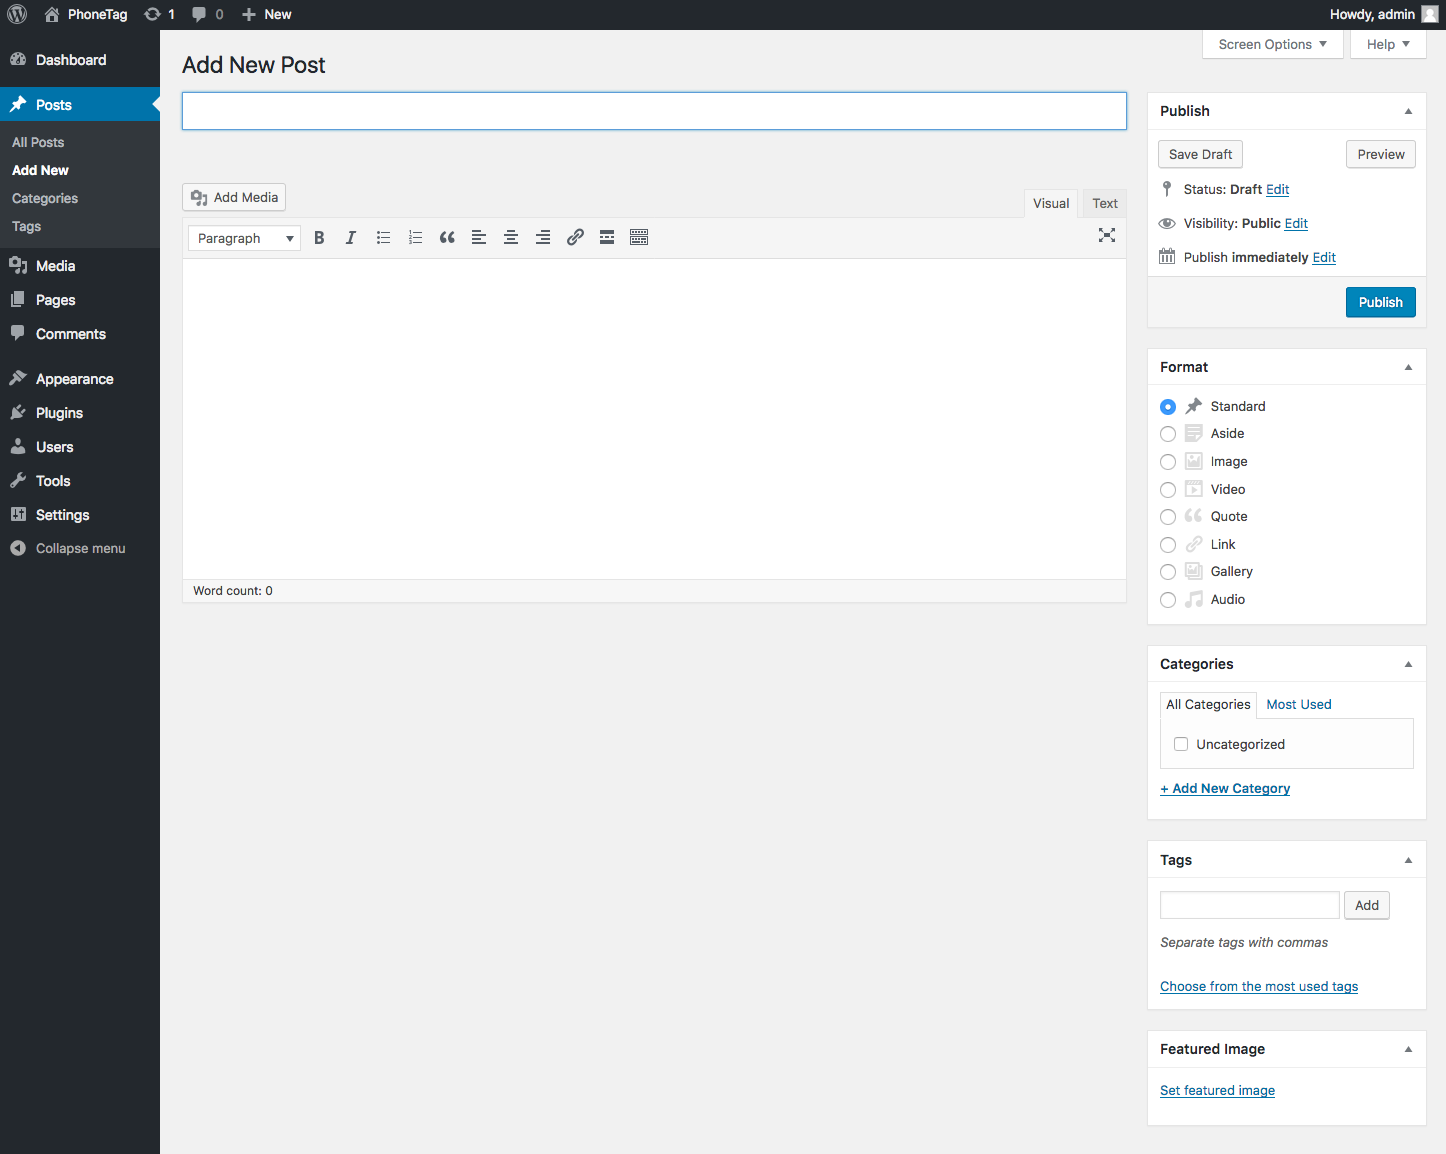 PhoneTag 1 0 New Howdy, admin
Screen Options Help
Dashboard
Posts
All Posts
Add New
Categories
Tags
Media
Pages
Comments
Appearance
Plugins
Users
Tools
Settings
Collapse menu
Add New Post
Add Media
Visual Text
Paragraph B I
Word count: 0
Publish
Save Draft Preview
Status: Draft Edit
Visibility: Public Edit
Publish immediately Edit
Publish
Format
Standard
Aside
Image
Video
Quote
Link
Gallery
Audio
Categories
All Categories Most Used
Uncategorized
+ Add New Category
Tags
Add
Separate tags with commas
Choose from the most used tags
Featured Image
Set featured image